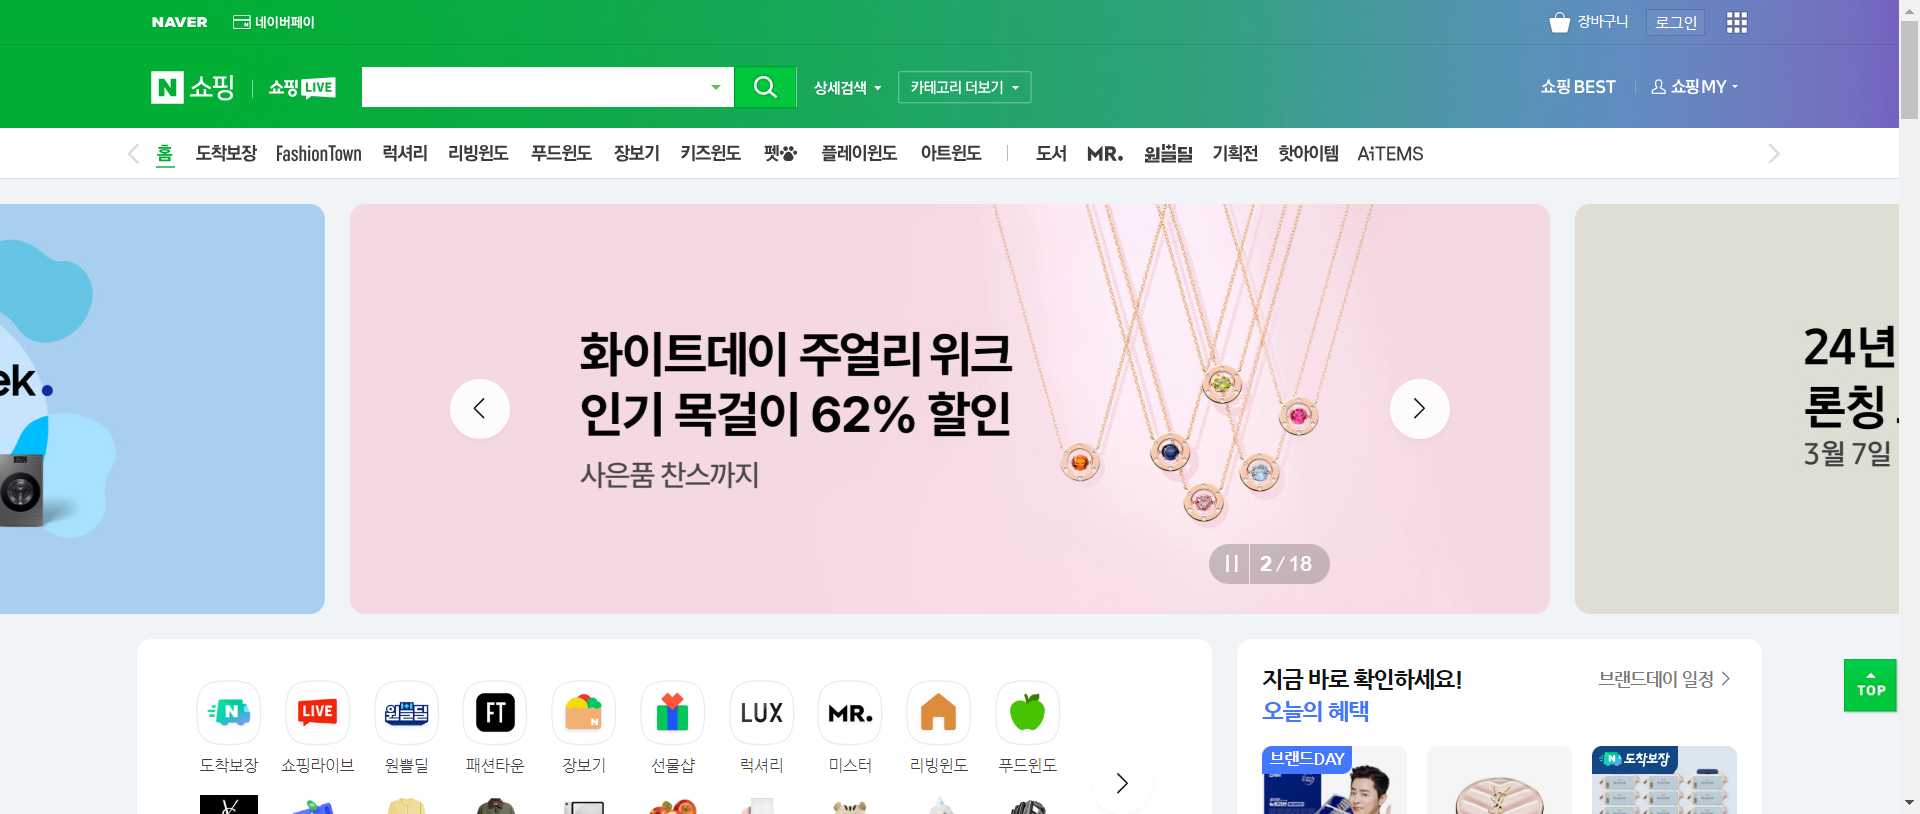 NAVER 네이버페이 장바구니 로그인
N 쇼핑 쇼핑 LIVE 상세검색 카테고리 더보기 쇼핑 BEST 쇼핑 MY
홈 도착보장 FashionTown 럭셔리 리빙윈도 푸드윈도 장보기 키즈윈도 펫 플레이윈도 아트윈도 도서 MR. 원쁠딜 기획전 핫아이템 AiTEMS
ek.
화이트데이 주얼리 위크
인기 목걸이 62% 할인
사은품 찬스까지
2 / 18
24년
론칭
3월 7일
N LIVE 원쁠딜 FT N LUX MR.
도착보장 쇼핑라이브 원쁠딜 패션타운 장보기 선물샵 럭셔리 미스터 리빙윈도 푸드윈도
지금 바로 확인하세요! 브랜드데이 일정
오늘의 혜택
브랜드DAY
N 도착보장
TOP